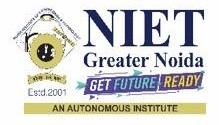 NIET
Greater Noida
GET FUTURE READY
Estd.2001
AN AUTONOMOUS INSTITUTE